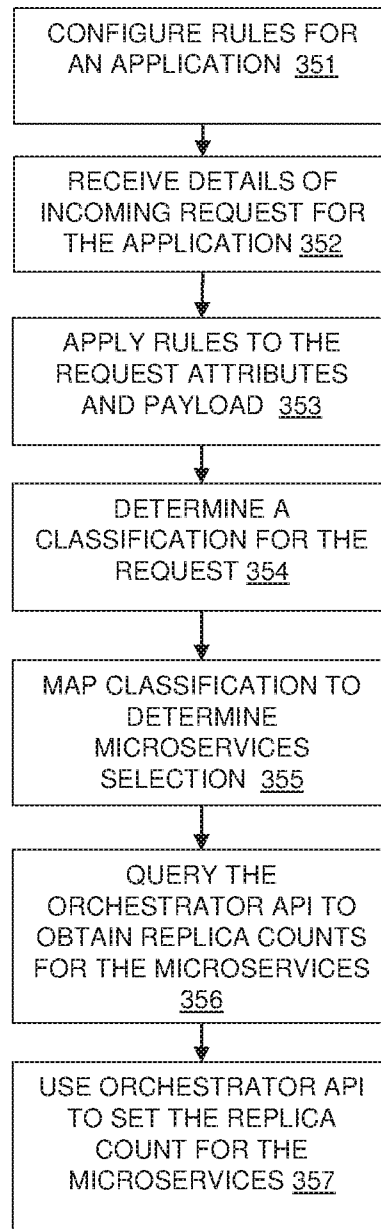 CONFIGURE RULES FOR
AN APPLICATION 351
RECEIVE DETAILS OF
INCOMING REQUEST FOR
THE APPLICATION 352
APPLY RULES TO THE
REQUEST ATTRIBUTES
AND PAYLOAD 353
DETERMINE A
CLASSIFICATION FOR THE
REQUEST 354
MAP CLASSIFICATION TO
DETERMINE
MICROSERVICES
SELECTION 355
QUERY THE
ORCHESTRATOR API TO
OBTAIN REPLICA COUNTS
FOR THE MICROSERVICES
356
USE ORCHESTRATOR API
TO SET THE REPLICA
COUNT FOR THE
MICROSERVICES 357